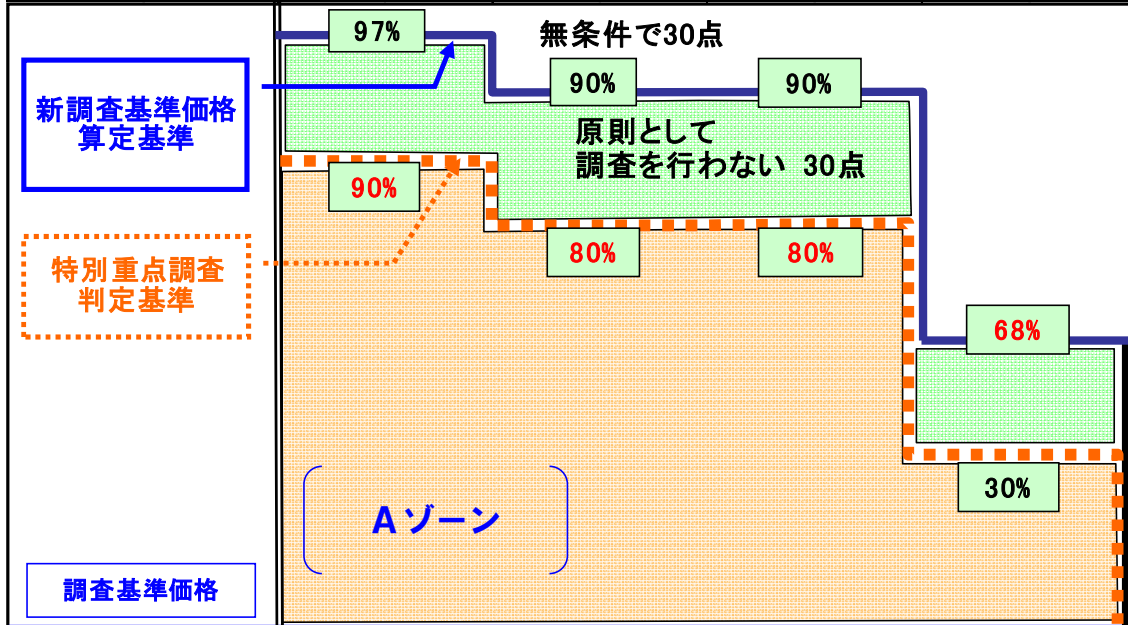 97%
無条件で30点
新調査基準価格
算定基準
90%
90%
原則として
調査を行わない 30点
90%
特別重点調査
判定基準
80%
80%
68%
30%
Aゾーン
調査基準価格